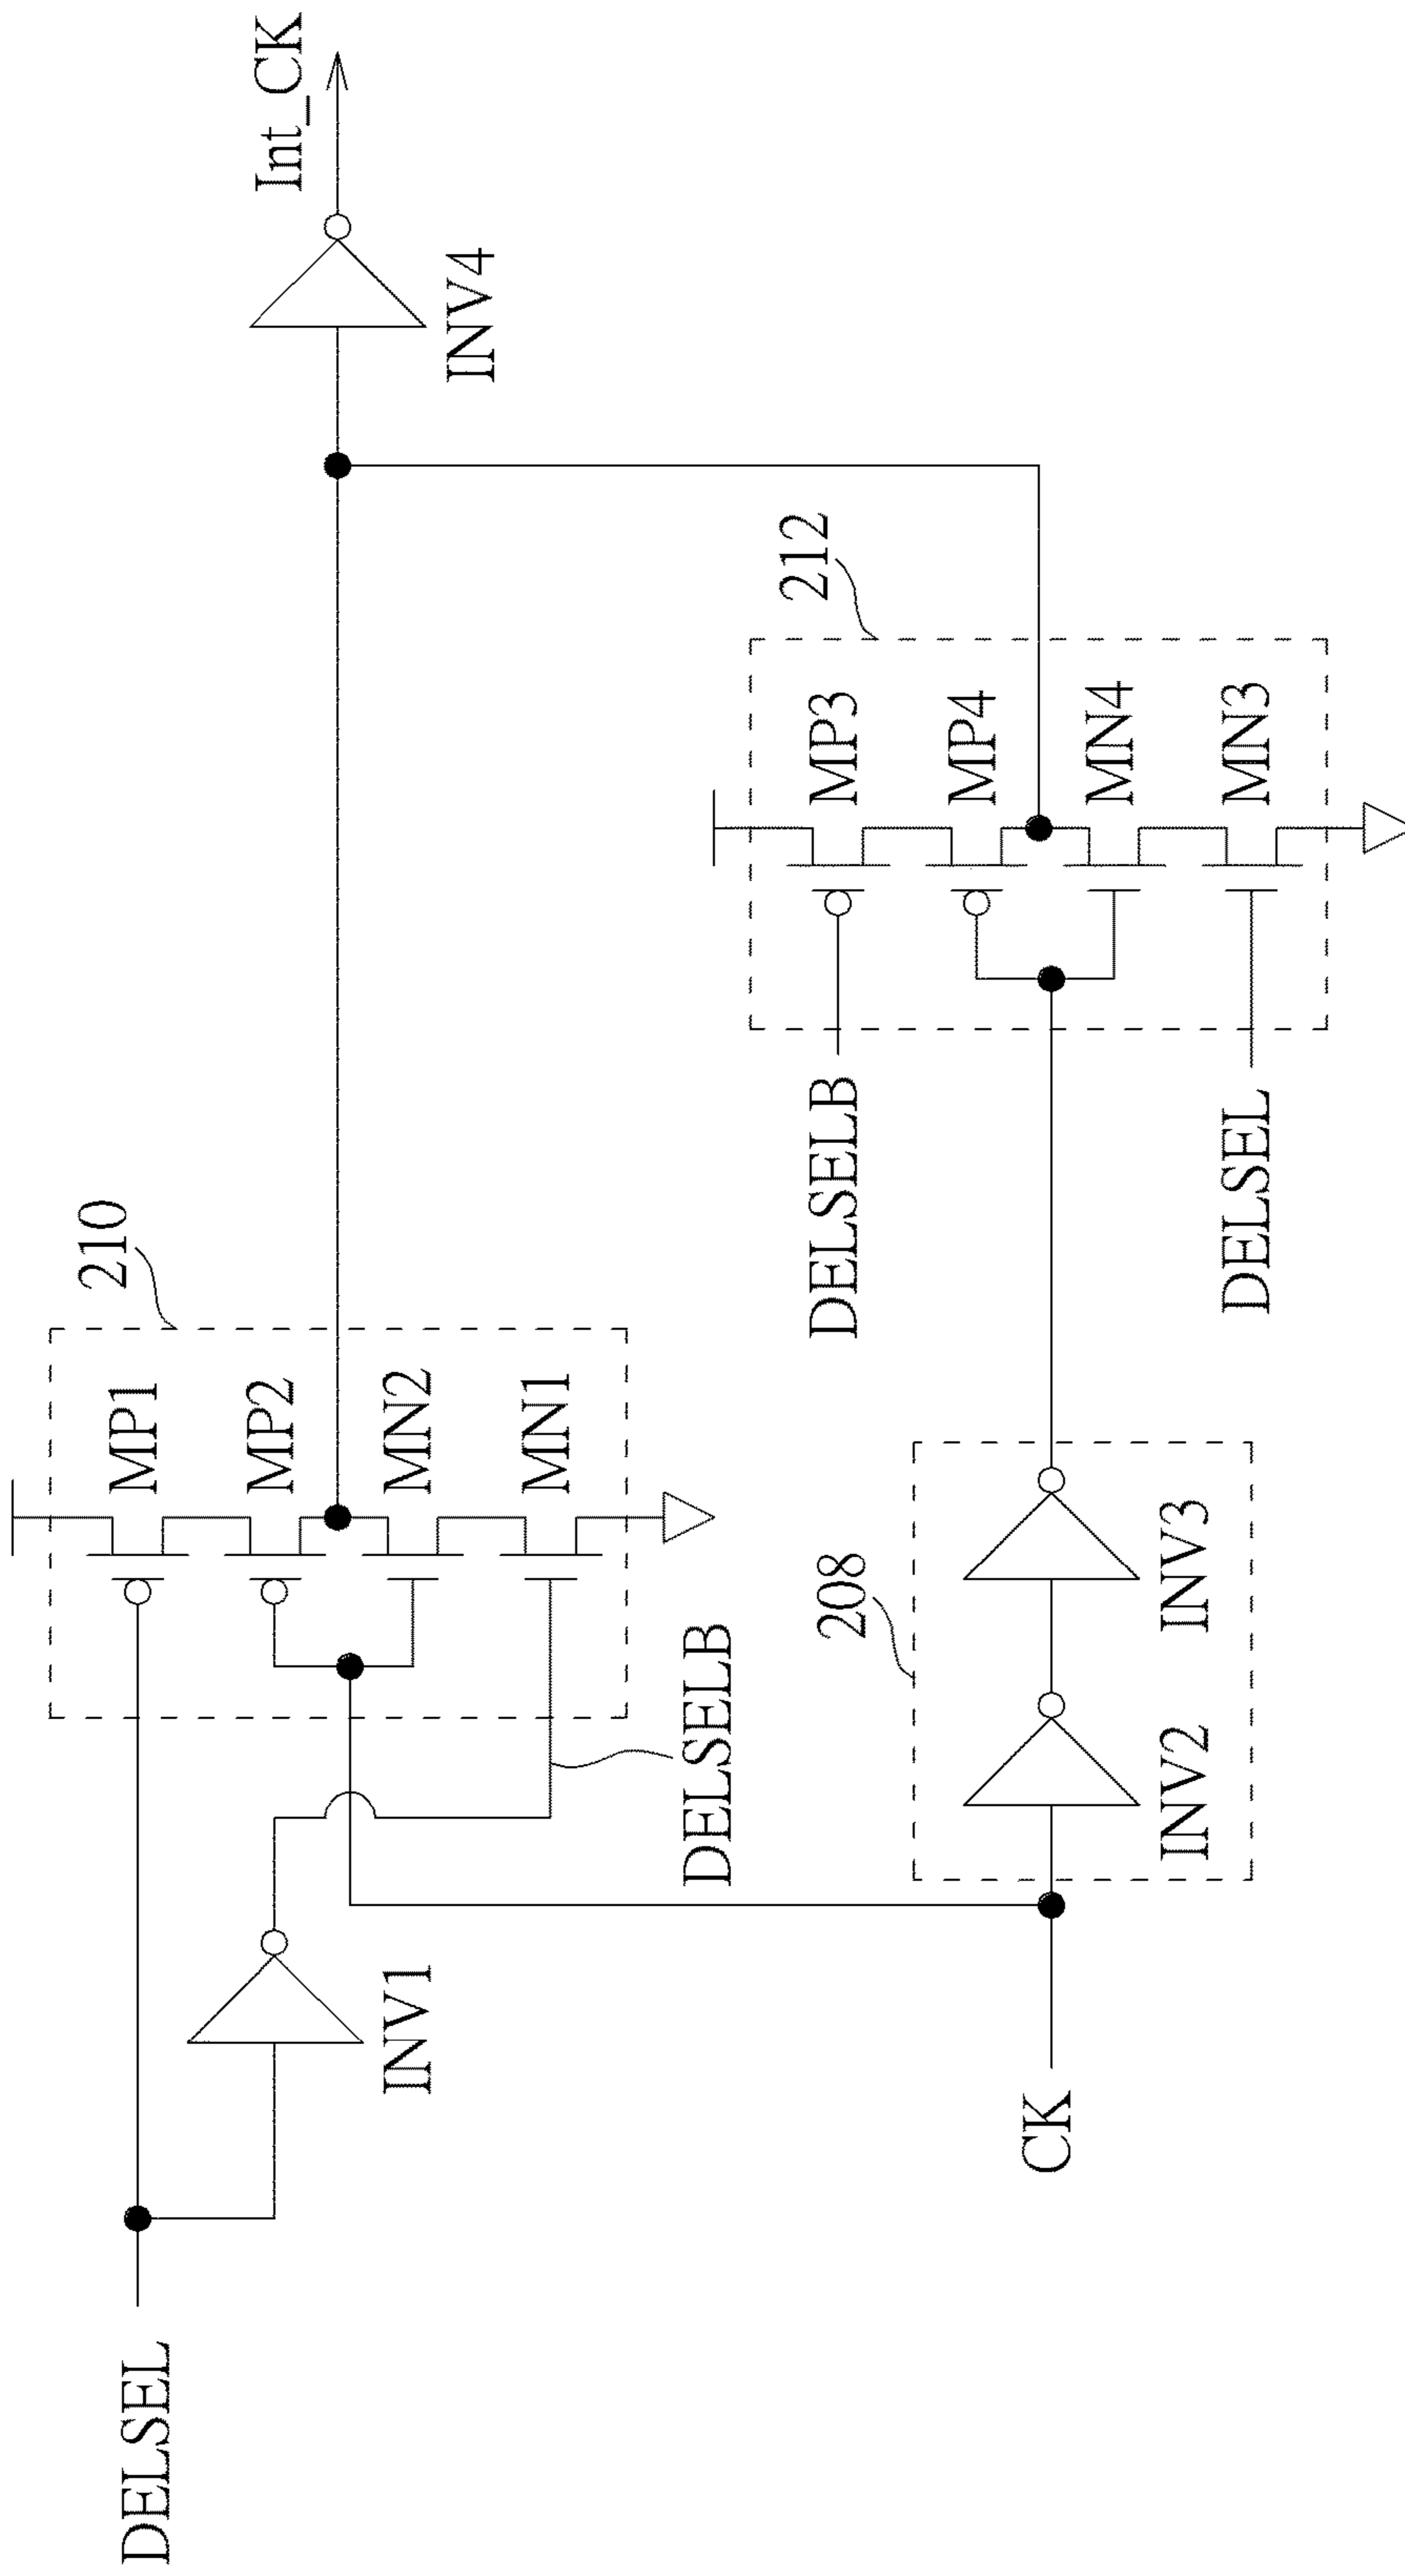 DELSEL
INV1
DELSELB
210
MP1
MP2
MN2
MN1
CK
208
INV2
INV3
DELSELB
DELSEL
212
MP3
MP4
MN4
MN3
INV4
Int_CK